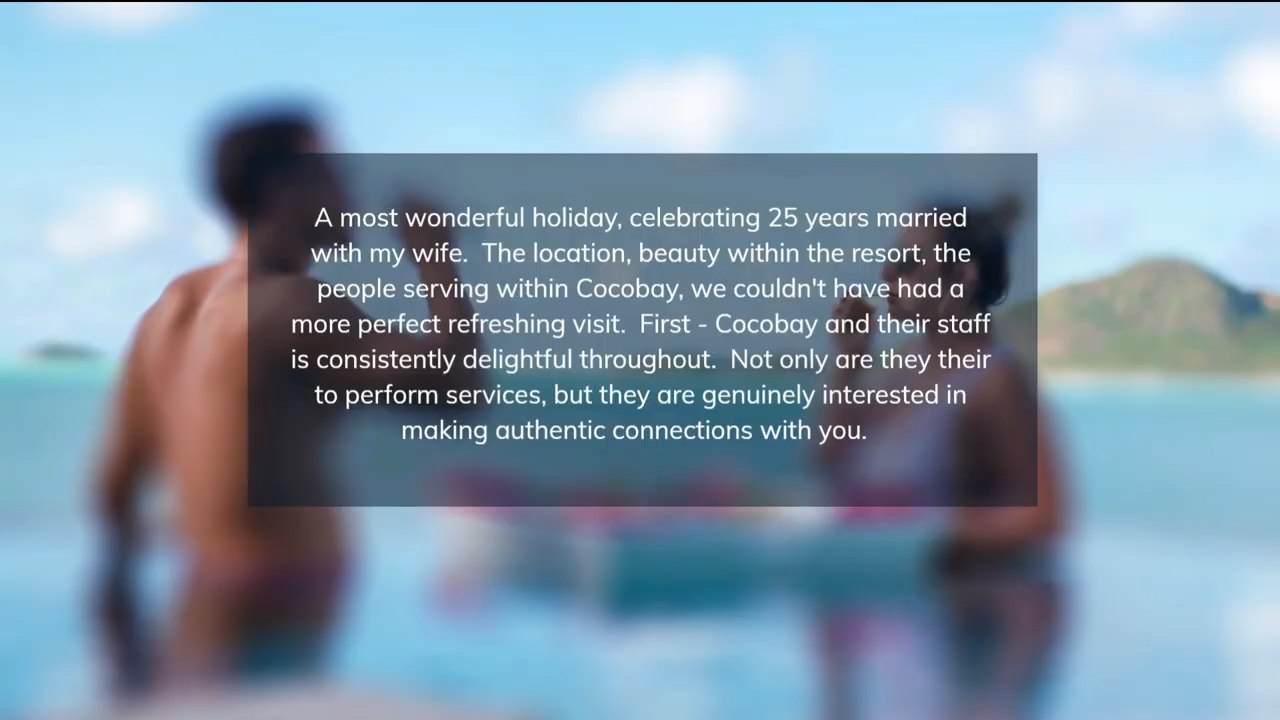 A most wonderful holiday, celebrating 25 years married
with my wife.  The location, beauty within the resort, the
people serving within Cocobay, we couldn't have had a
more perfect refreshing visit.  First - Cocobay and their staff
is consistently delightful throughout.  Not only are they their
to perform services, but they are genuinely interested in
making authentic connections with you.